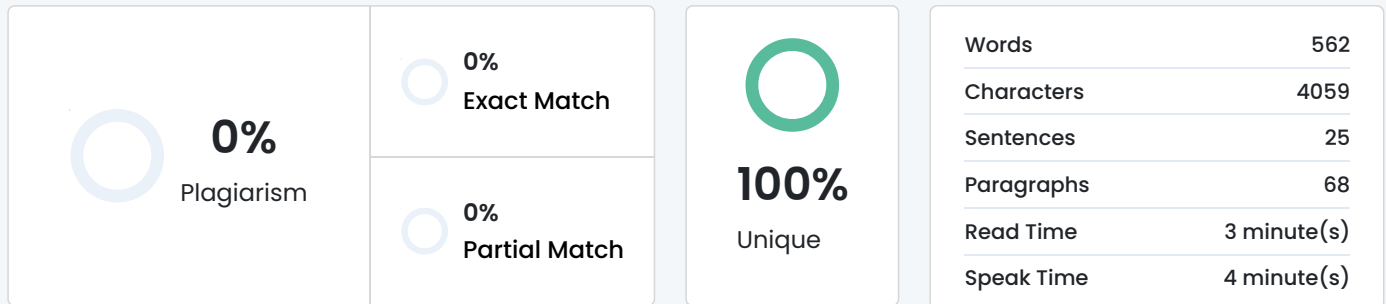 0%
Plagiarism
0%
Exact Match
0%
Partial Match
100%
Unique
Words 562
Characters 4059
Sentences 25
Paragraphs 68
Read Time 3 minute(s)
Speak Time 4 minute(s)